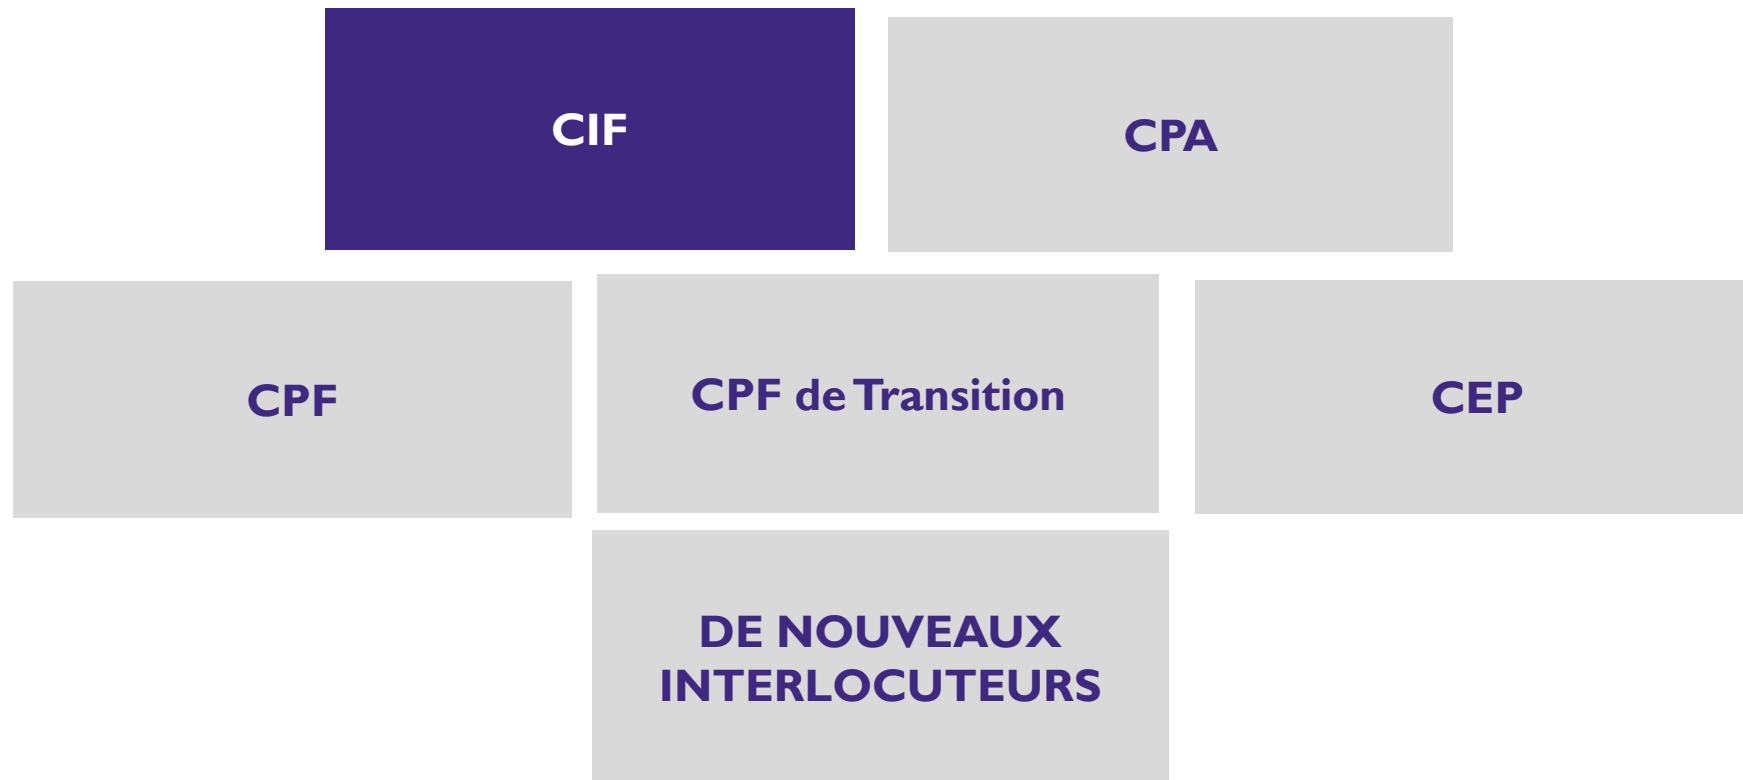 CIF
CPA
CPF
CPF de Transition
CEP
DE NOUVEAUX
INTERLOCUTEURS